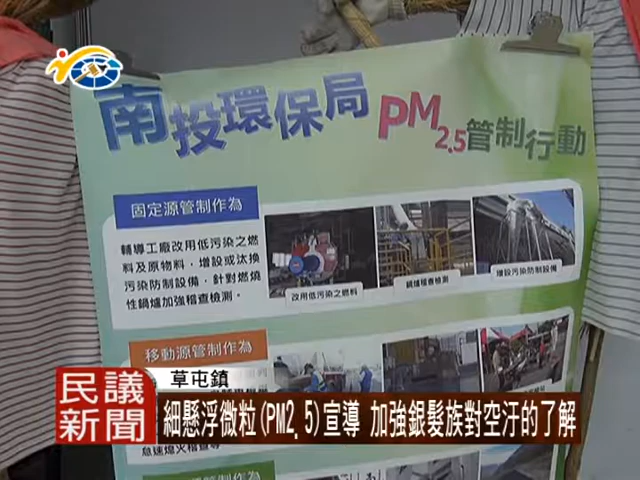 南投環保局 PM2.5管制行動
固定源管制作為
輔導工廠改用低污染之燃
料及原物料，增設或汰換
污染防制設備，針對燃燒
性鍋爐加強稽查檢測。
改用低污染之燃料
鍋爐稽查檢測
增設污染防制設備
移動源管制作為
草屯鎮
民議
新聞
細懸浮微粒(PM2.5)宣導 加強銀髮族對空汙的了解